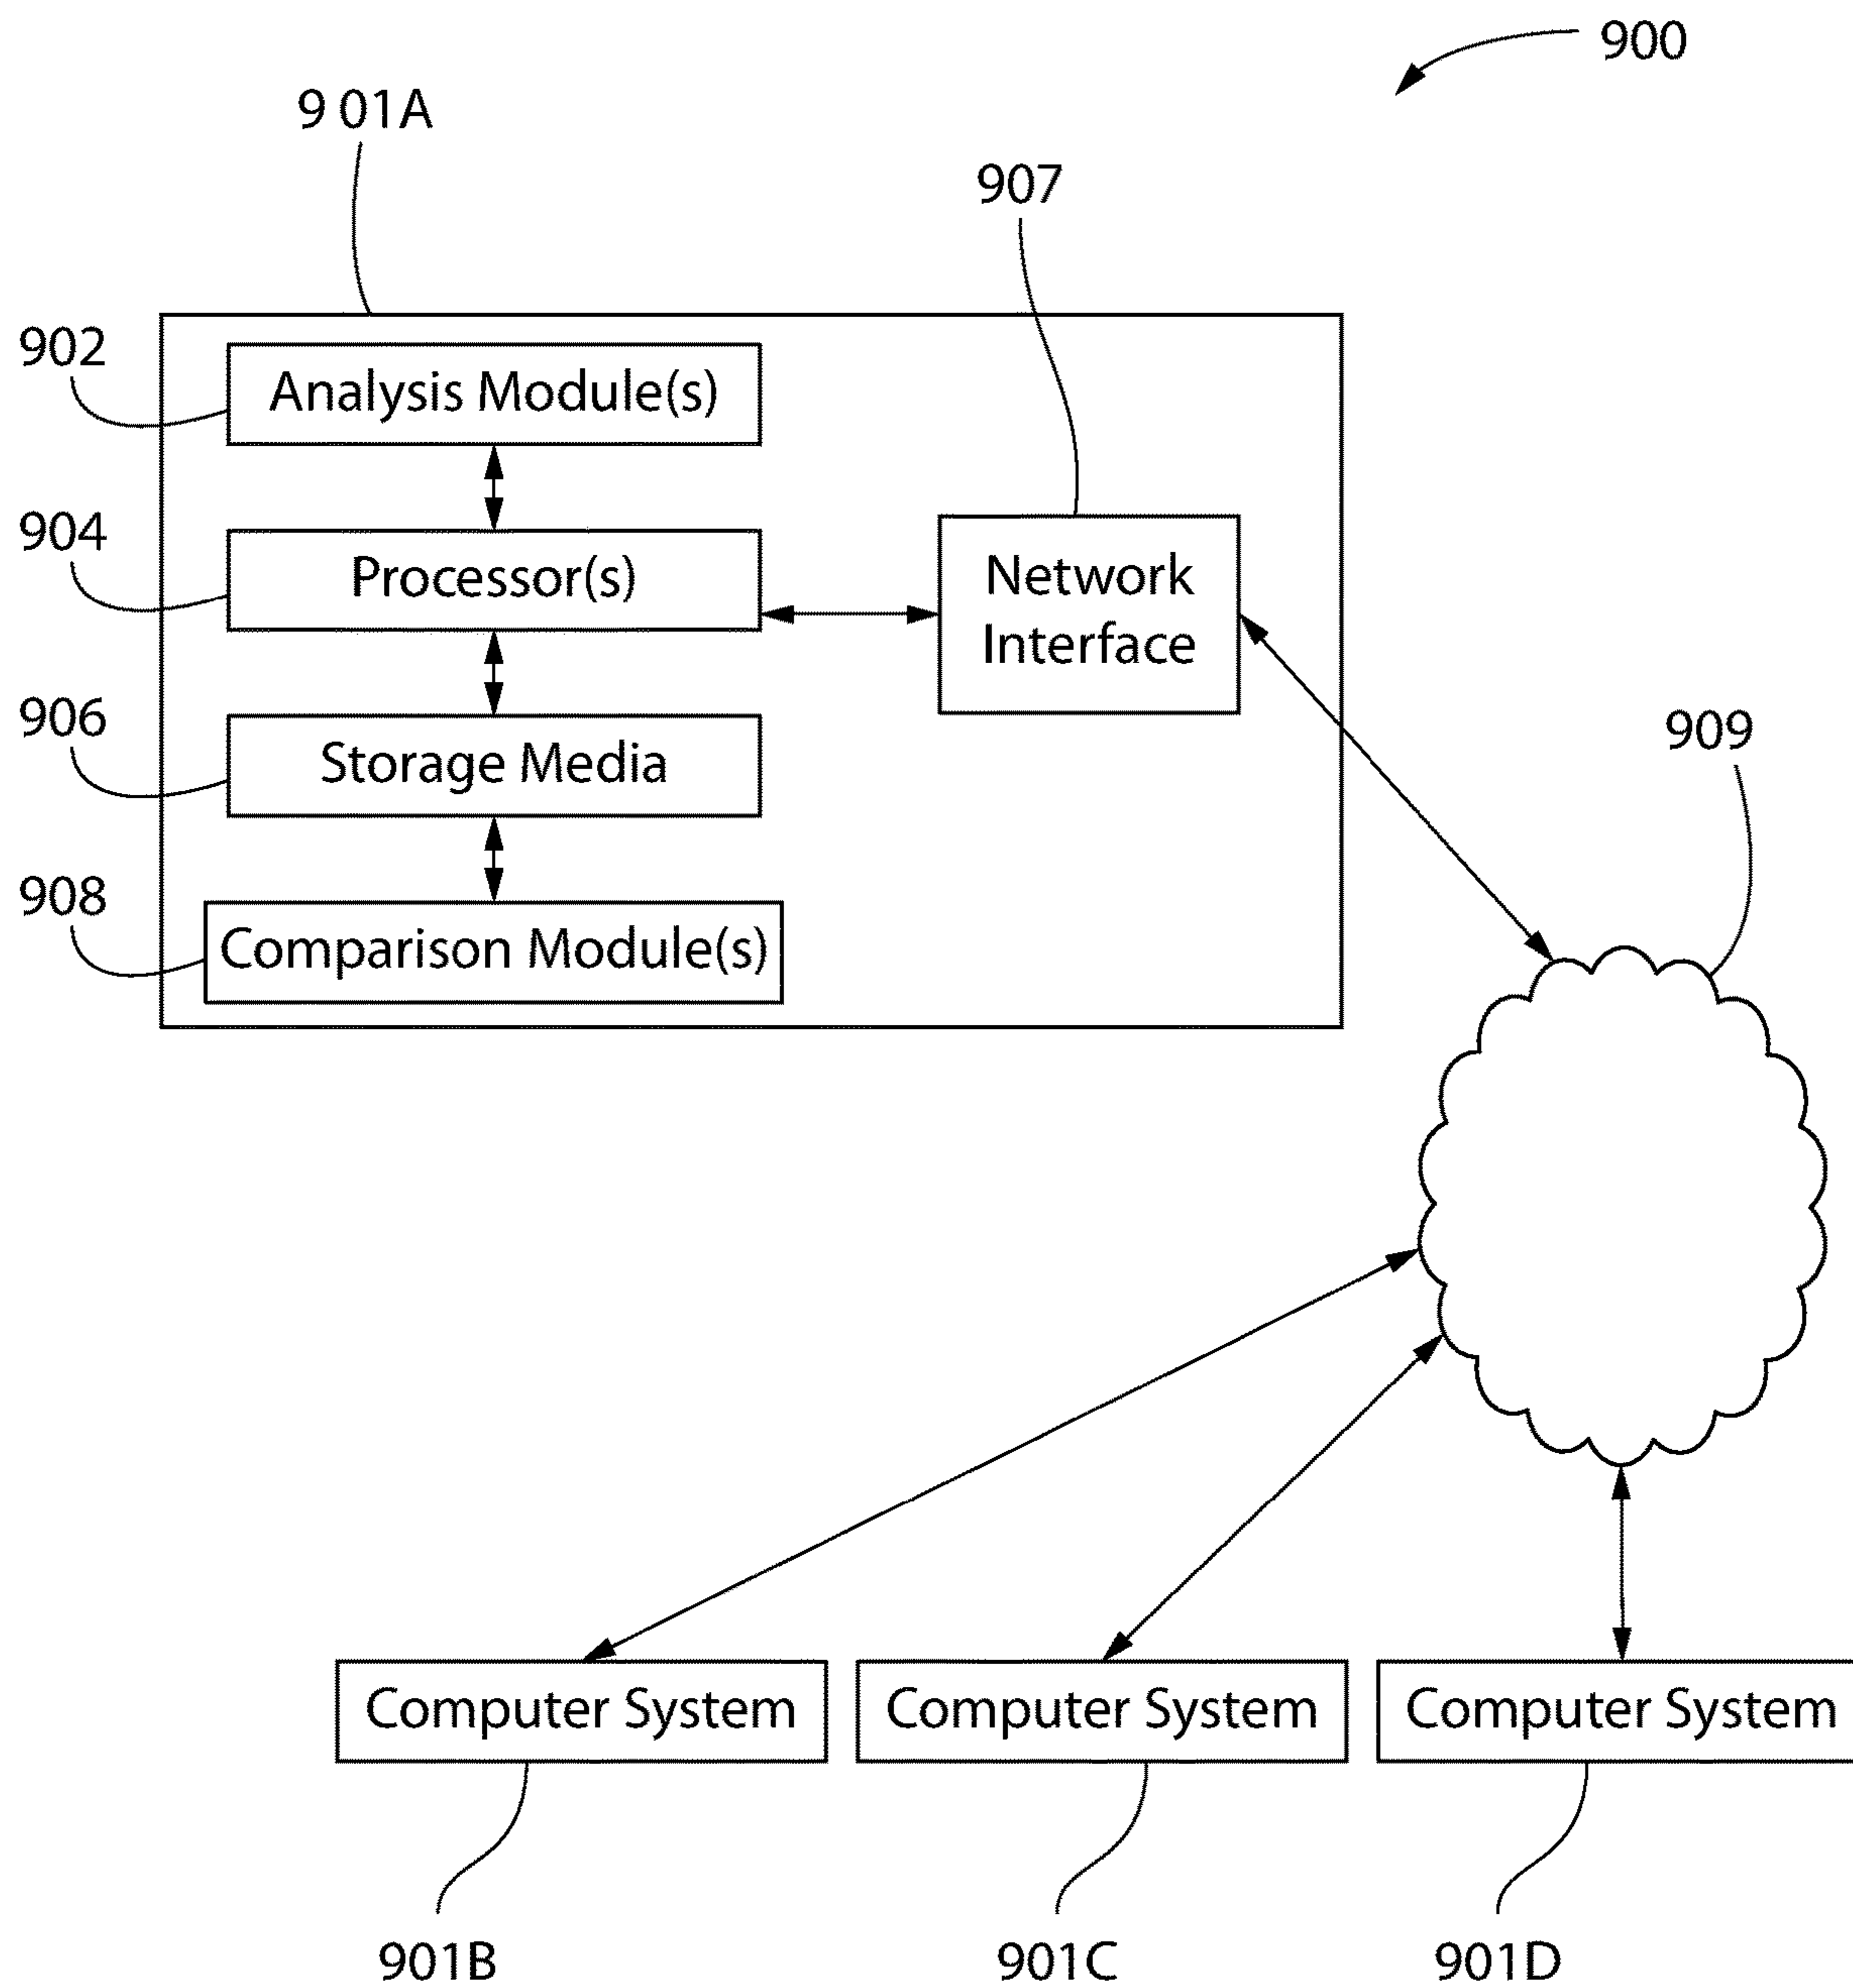 900
9 01A
907
902
Analysis Module(s)
904
Processor(s)
Network
Interface
906
Storage Media
909
908
Comparison Module(s)
Computer System
Computer System
Computer System
901B
901C
901D